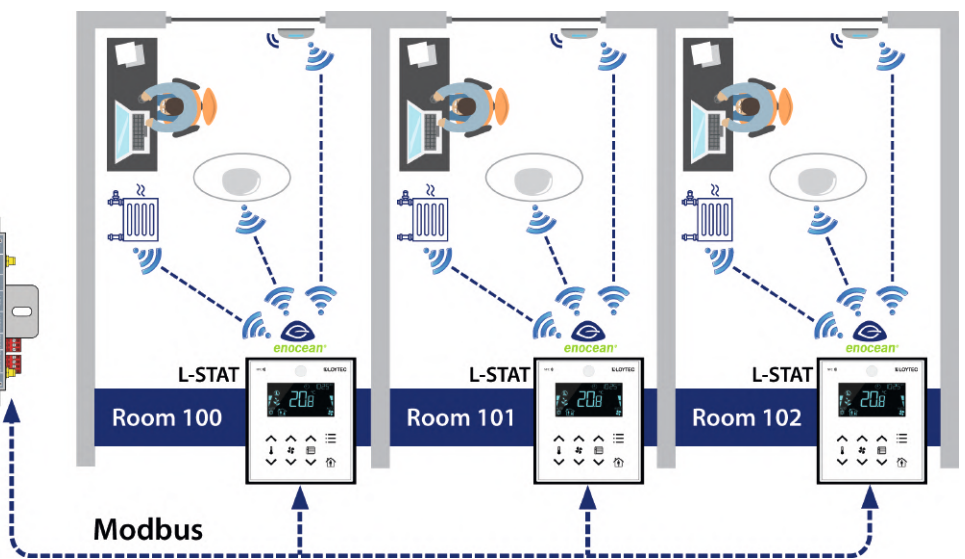 enocean®
enocean®
enocean®
L-STAT
L-STAT
L-STAT
LOYTEC
LOYTEC
LOYTEC
20.8
20.8
20.8
Room 100
Room 101
Room 102
Modbus